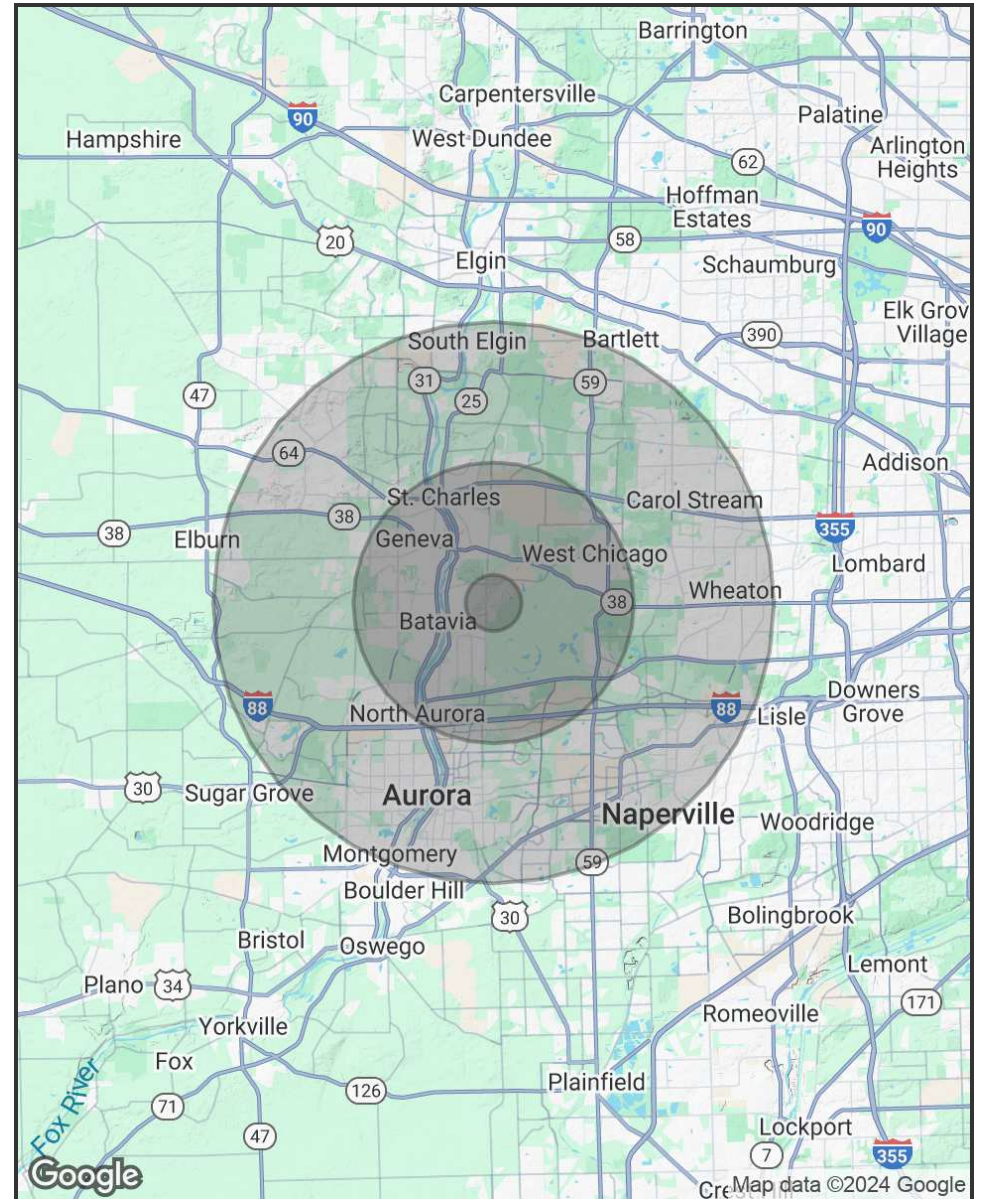 Barrington
Carpentersville
90
Palatine
Hampshire
West Dundee
Arlington
Heights
62
Hoffman
Estates
90
20
58
Elgin
Schaumburg
Elk Grov
Village
South Elgin
Bartlett
390
31
59
47
25
64
Addison
St. Charles
Carol Stream
38
38
355
Elburn
Geneva
West Chicago
Lombard
Wheaton
38
Batavia
88
88
Downers
Grove
North Aurora
Lisle
30
Sugar Grove
Aurora
Naperville
Woodridge
Montgomery
59
Boulder Hill
30
Bolingbrook
Bristol
Oswego
Lemont
Plano
34
171
Romeoville
Yorkville
Fox
Plainfield
126
Fox River
71
47
Lockport
7
355
Google
Map data ©2024 Google